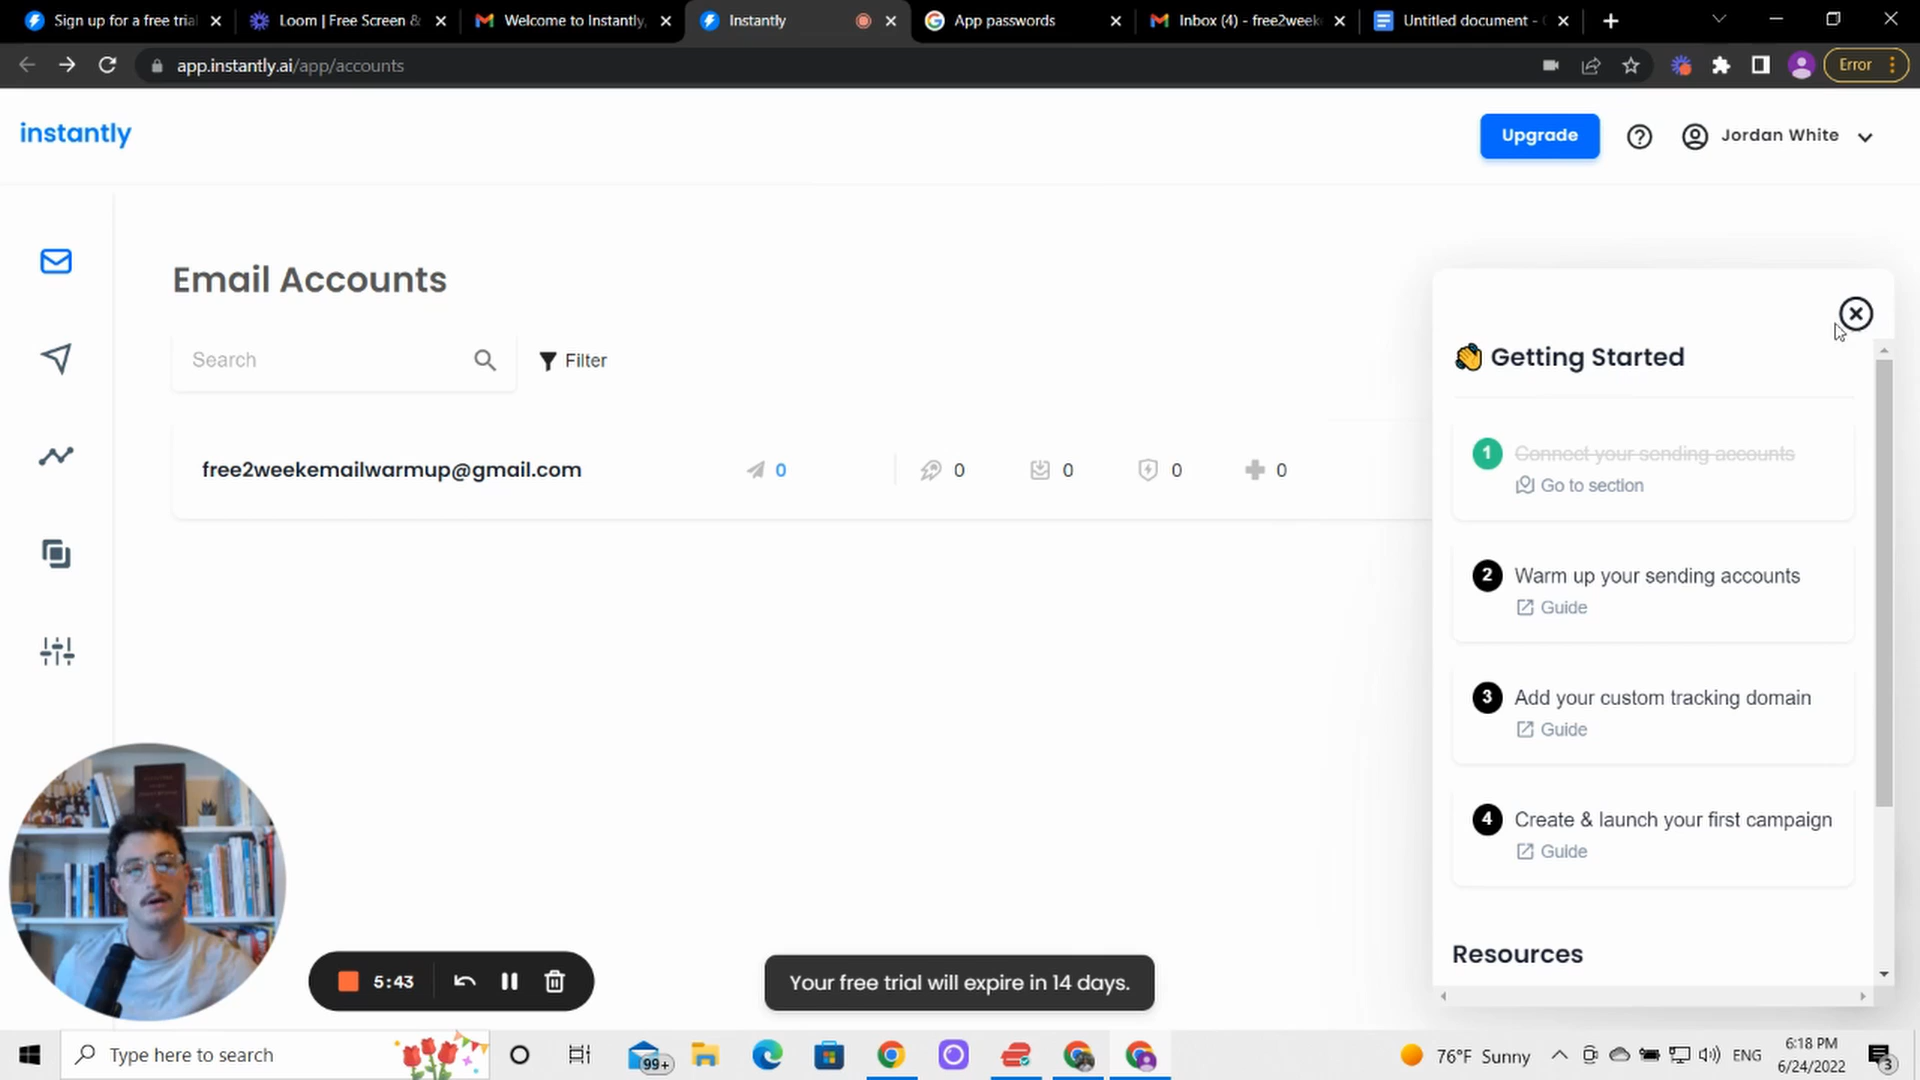 Sign up for a free trial
Loom | Free Screen &
Welcome to Instantly,
Instantly
App passwords
Inbox (4) - free2week
Untitled document -
app.instantly.ai/app/accounts
Error
instantly
Upgrade
Jordan White
Email Accounts
Search
Filter
free2weekemailwarmup@gmail.com
0
0
0
0
0
Getting Started
1
Connect your sending accounts
Go to section
2
Warm up your sending accounts
Guide
3
Add your custom tracking domain
Guide
4
Create & launch your first campaign
Guide
Resources
5:43
Your free trial will expire in 14 days.
Type here to search
99+
76°F Sunny
ENG
6:18 PM
6/24/2022
3